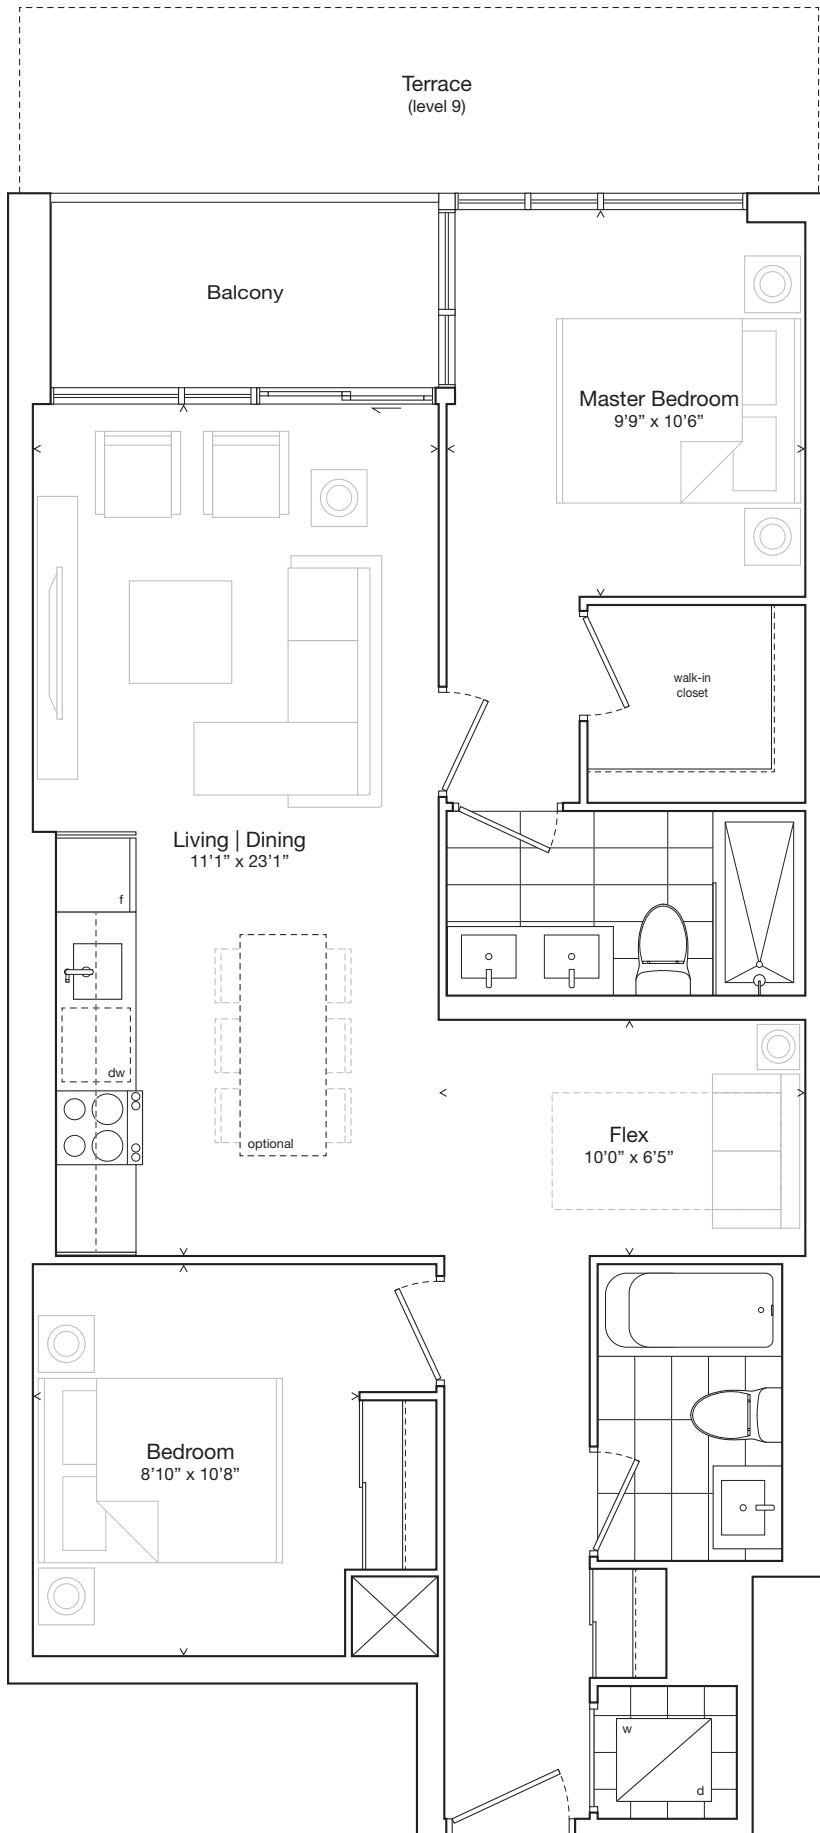 Terrace
(level 9)
Balcony
Master Bedroom
9’9” x 10’6”
walk-in
closet
Living | Dining
11’1” x 23’1”
f
dw
optional
Flex
10’0” x 6’5”
Bedroom
8’10” x 10’8”
w
d